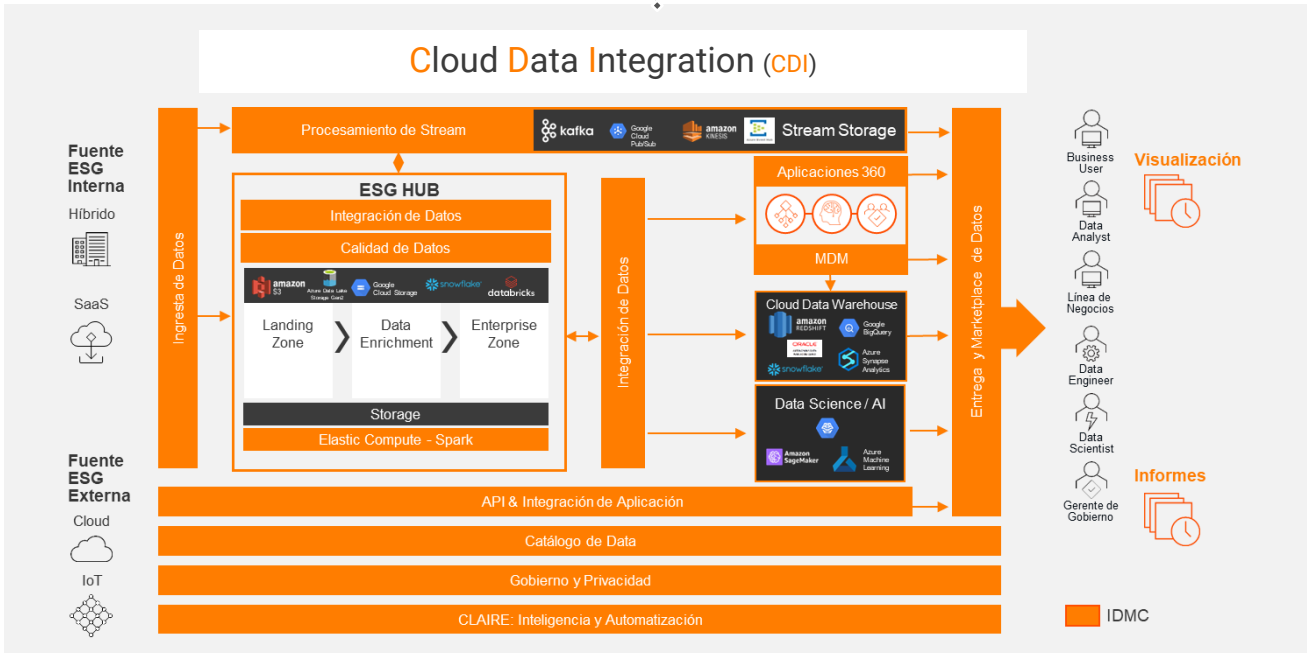 Cloud Data Integration (CDI)
Fuente
ESG
Interna
Híbrido
SaaS
Fuente
ESG
Externa
Cloud
IoT
Ingresta de Datos
Procesamiento de Stream
kafka
Google
Cloud
Pub/Sub
amazon
KINESIS
Stream Storage
ESG HUB
Integración de Datos
Calidad de Datos
amazon
S3
Azure Data Lake
Storage Gen2
Google
Cloud Storage
snowflake
databricks
Landing
Zone
Data
Enrichment
Enterprise
Zone
Storage
Elastic Compute - Spark
Integración de Datos
Aplicaciones 360
MDM
Cloud Data Warehouse
amazon
REDSHIFT
Google
BigQuery
ORACLE
snowflake
Azure
Synapse
Analytics
Data Science / AI
Amazon
SageMaker
Azure
Machine
Learning
Entrega y Marketplace de Datos
API & Integración de Aplicación
Catálogo de Data
Gobierno y Privacidad
CLAIRE: Inteligencia y Automatización
Business
User
Data
Analyst
Línea de
Negocios
Data
Engineer
Data
Scientist
Gerente de
Gobierno
Visualización
Informes
IDMC